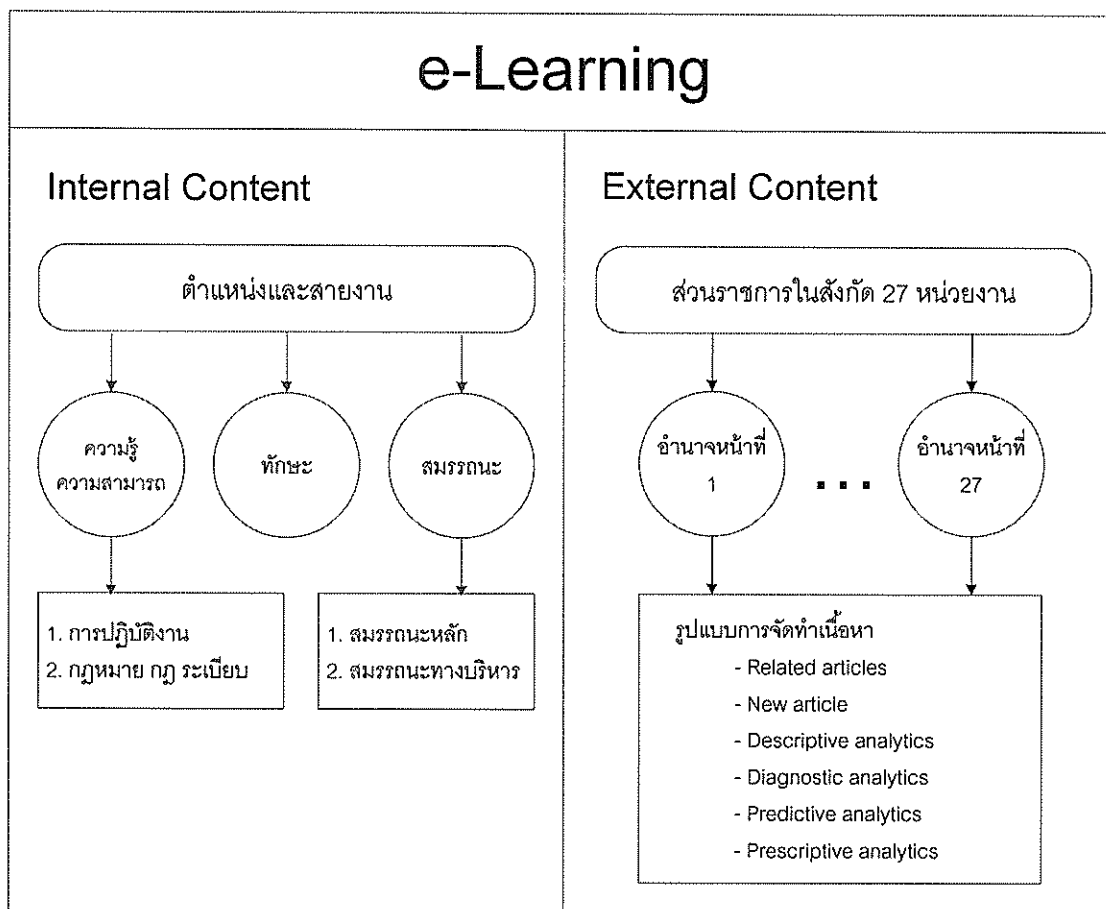 e-Learning
Internal Content
ตำแหน่งและสายงาน
ความรู้
ความสามารถ
ทักษะ
สมรรถนะ
1. การปฏิบัติงาน
2. กฎหมาย กฎ ระเบียบ
1. สมรรถนะหลัก
2. สมรรถนะทางบริหาร
External Content
ส่วนราชการในสังกัด 27 หน่วยงาน
อำนาจหน้าที่
1
...
อำนาจหน้าที่
27
รูปแบบการจัดทำเนื้อหา
- Related articles
- New article
- Descriptive analytics
- Diagnostic analytics
- Predictive analytics
- Prescriptive analytics